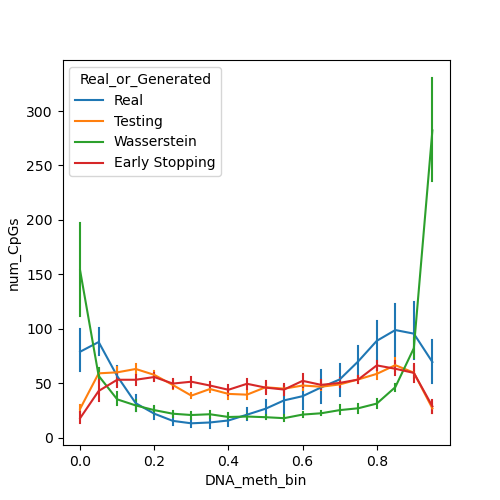 Real_or_Generated
Real
Testing
Wasserstein
Early Stopping
num_CpGs
300
250
200
150
100
50
0
0.0 0.2 0.4 0.6 0.8
DNA_meth_bin